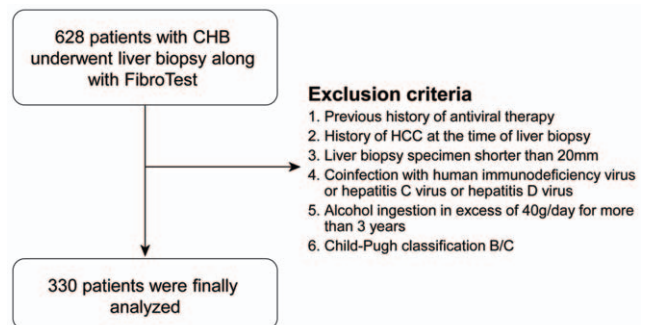 628 patients with CHB
underwent liver biopsy along
with FibroTest
Exclusion criteria
1. Previous history of antiviral therapy
2. History of HCC at the time of liver biopsy
3. Liver biopsy specimen shorter than 20mm
4. Coinfection with human immunodeficiency virus
or hepatitis C virus or hepatitis D virus
5. Alcohol ingestion in excess of 40g/day for more
than 3 years
6. Child-Pugh classification B/C
330 patients were finally
analyzed